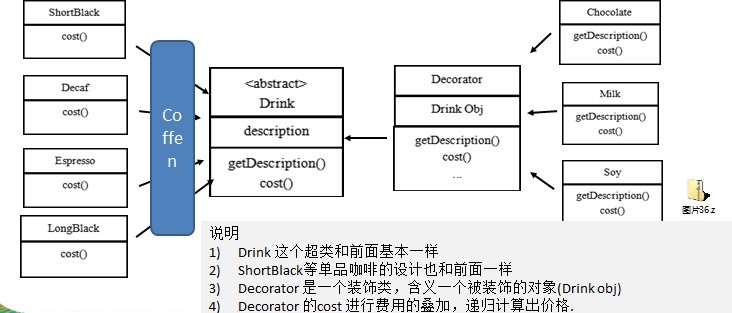 ShortBlack
cost()
Decaf
cost()
Espresso
cost()
LongBlack
cost()
Co
ffe
n
<abstract>
Drink
description
getDescription()
cost()
Decorator
Drink Obj
getDescription()
cost()
...
Chocolate
getDescription()
cost()
Milk
getDescription()
cost()
Soy
getDescription()
cost()
图片36.z
说明
1) Drink 这个超类和前面基本一样
2) ShortBlack等单品咖啡的设计也和前面一样
3) Decorator 是一个装饰类，含义一个被装饰的对象(Drink obj)
4) Decorator 的cost 进行费用的叠加，递归计算出价格.